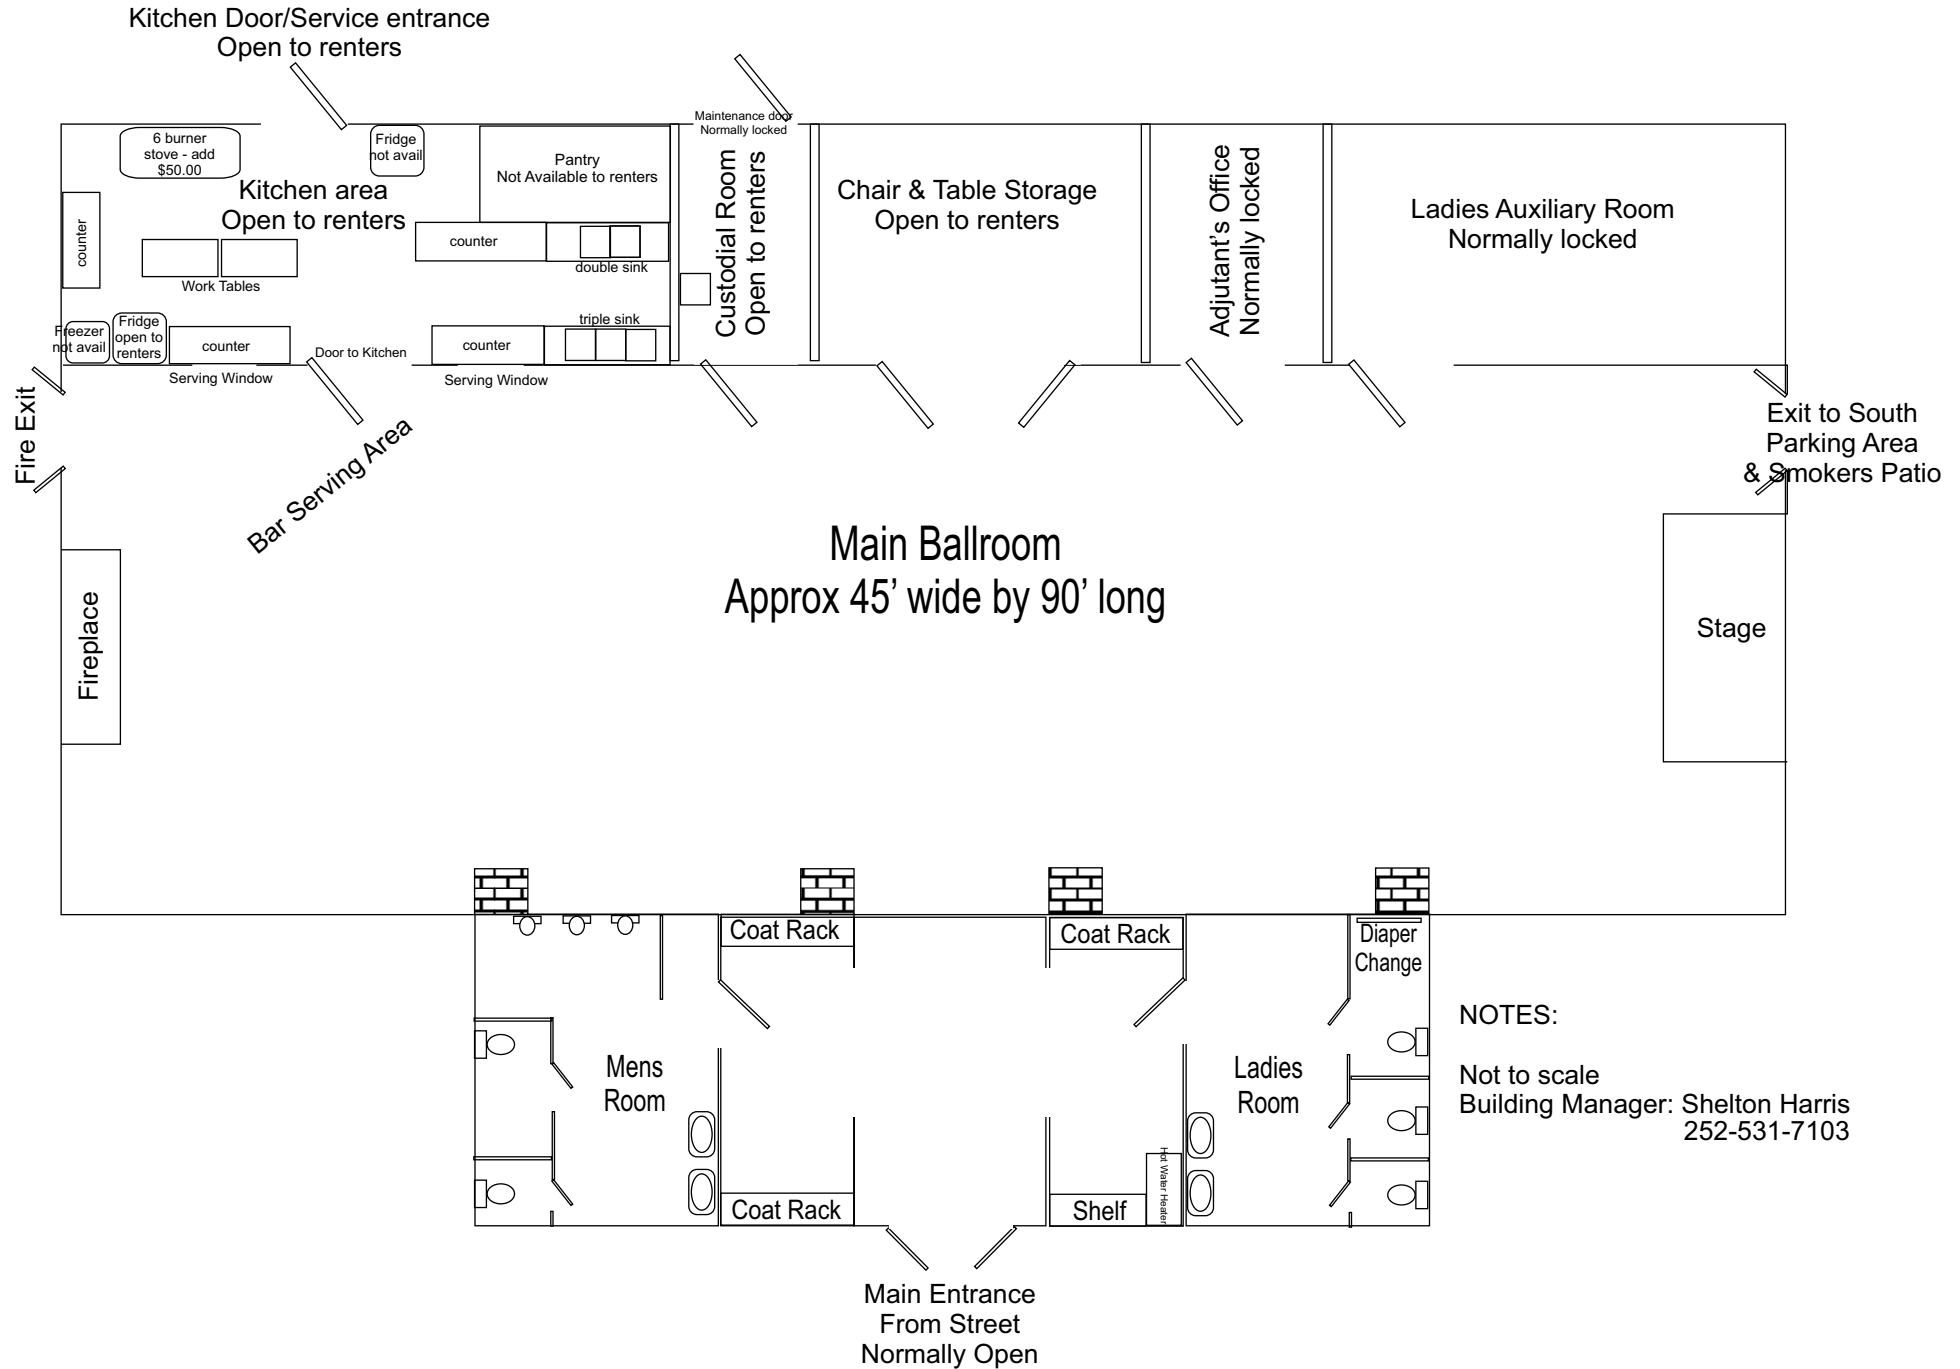 Kitchen Door/Service entrance
Open to renters
Maintenance door
Normally locked
6 burner
stove - add
$50.00
Fridge
not avail
Pantry
Not Available to renters
Kitchen area
Open to renters
counter
counter
double sink
Work Tables
Custodial Room
Open to renters
Chair & Table Storage
Open to renters
Adjutant's Office
Normally locked
Ladies Auxiliary Room
Normally locked
Freezer
not avail
Fridge
open to
renters
counter
Door to Kitchen
counter
triple sink
Serving Window
Serving Window
Fire Exit
Bar Serving Area
Exit to South
Parking Area
& Smokers Patio
Main Ballroom
Approx 45’ wide by 90’ long
Fireplace
Stage
Coat Rack
Coat Rack
Diaper
Change
Mens
Room
Ladies
Room
Coat Rack
Shelf
Hot Water Heater
NOTES:
Not to scale
Building Manager: Shelton Harris
252-531-7103
Main Entrance
From Street
Normally Open